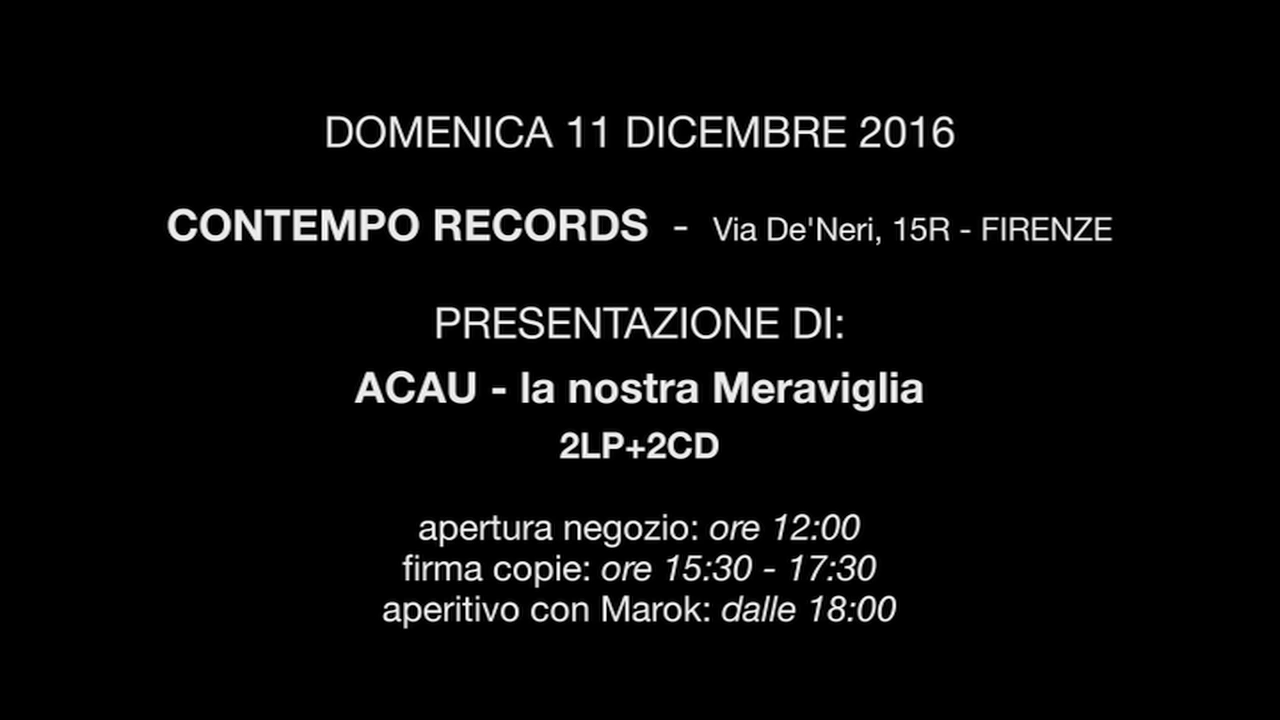 DOMENICA 11 DICEMBRE 2016
CONTEMPO RECORDS - Via De'Neri, 15R - FIRENZE
PRESENTAZIONE DI:
ACAU - la nostra Meraviglia
2LP+2CD
apertura negozio: ore 12:00
firma copie: ore 15:30 - 17:30
aperitivo con Marok: dalle 18:00